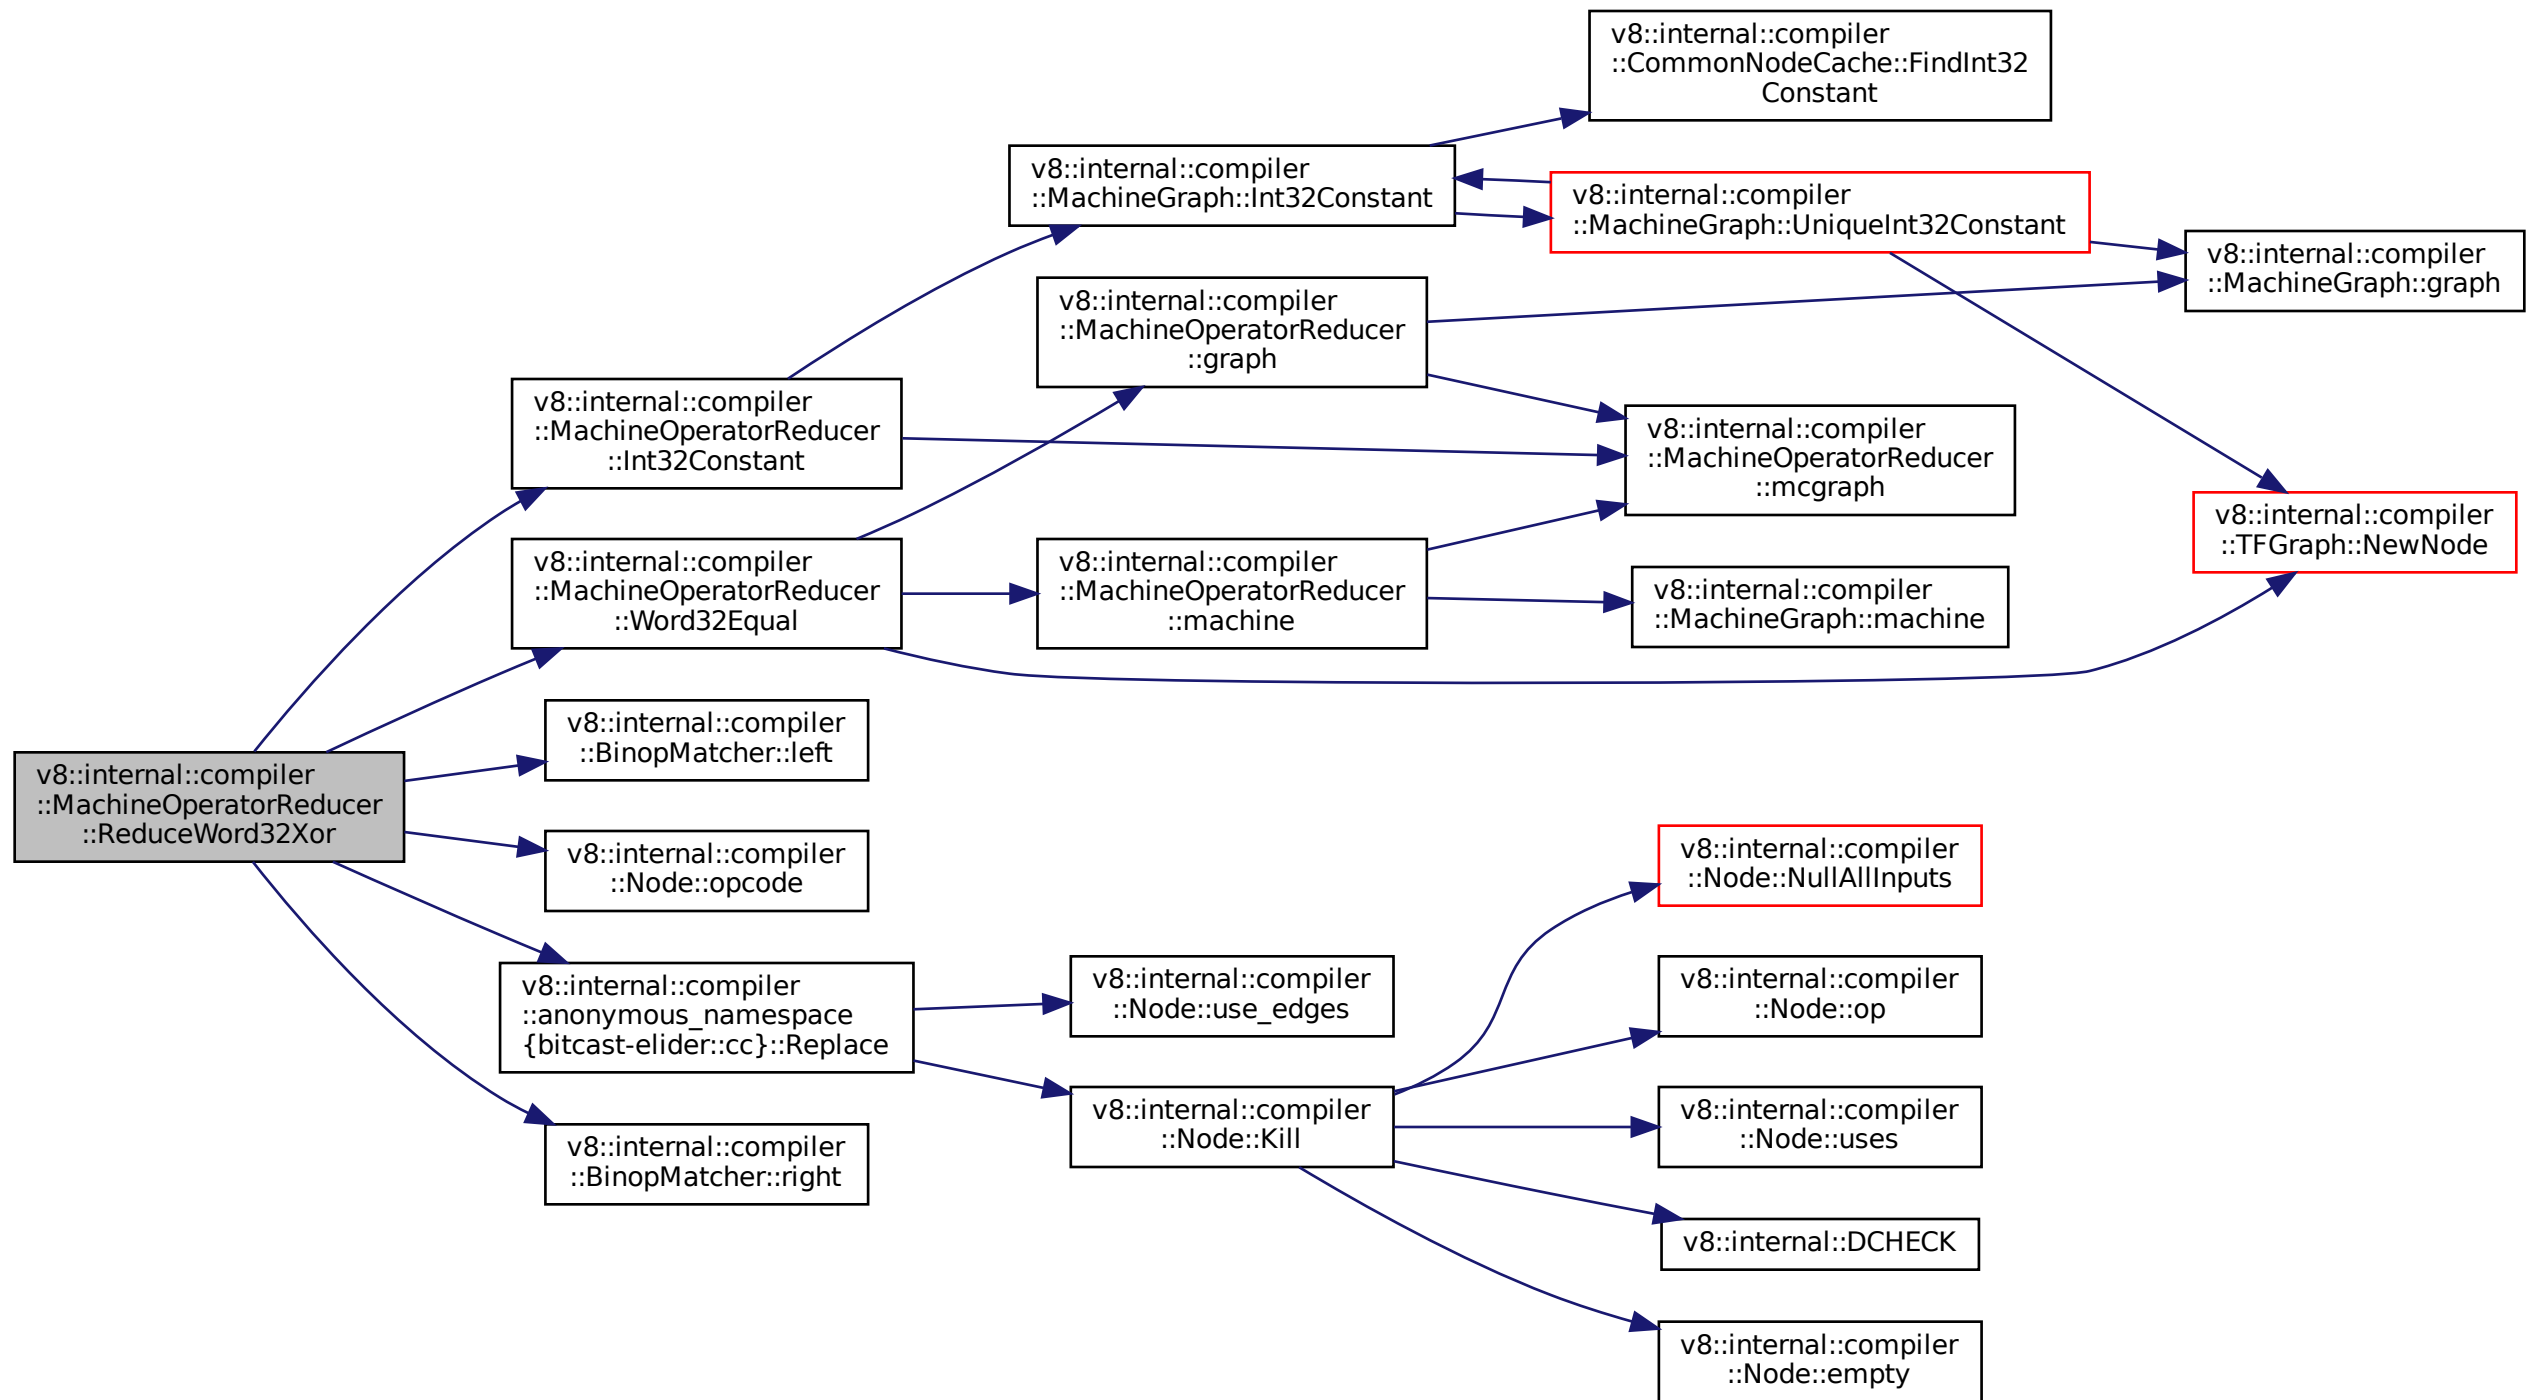 v8::internal::compiler
::MachineOperatorReducer
::ReduceWord32Xor
v8::internal::compiler
::MachineOperatorReducer
::Int32Constant
v8::internal::compiler
::MachineGraph::Int32Constant
v8::internal::compiler
::CommonNodeCache::FindInt32
Constant
v8::internal::compiler
::MachineGraph::UniqueInt32Constant
v8::internal::compiler
::MachineGraph::graph
v8::internal::compiler
::TFGraph::NewNode
v8::internal::compiler
::MachineOperatorReducer
::mcgraph
v8::internal::compiler
::MachineOperatorReducer
::Word32Equal
v8::internal::compiler
::MachineOperatorReducer
::graph
v8::internal::compiler
::MachineOperatorReducer
::machine
v8::internal::compiler
::MachineGraph::machine
v8::internal::compiler
::BinopMatcher::left
v8::internal::compiler
::Node::opcode
v8::internal::compiler
::anonymous_namespace
{bitcast-elider::cc}::Replace
v8::internal::compiler
::Node::use_edges
v8::internal::compiler
::Node::Kill
v8::internal::compiler
::Node::NullAllInputs
v8::internal::compiler
::Node::op
v8::internal::compiler
::Node::uses
v8::internal::DCHECK
v8::internal::compiler
::Node::empty
v8::internal::compiler
::BinopMatcher::right